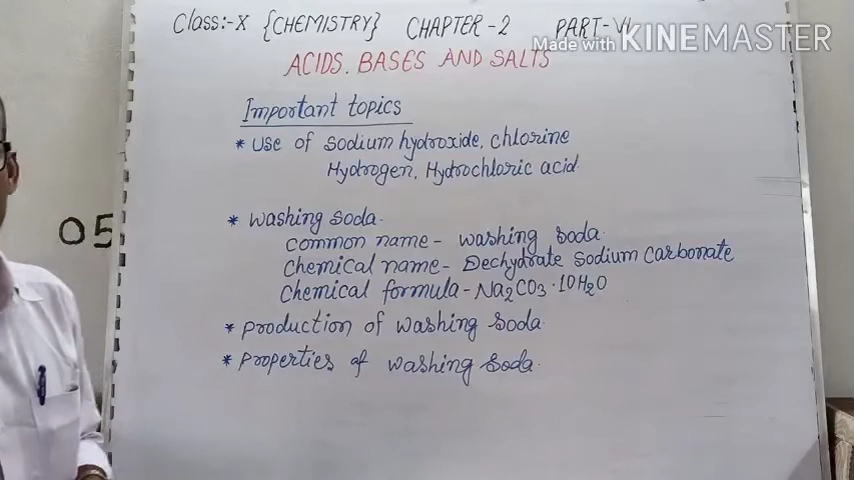 Class:- X {CHEMISTRY} CHAPTER - 2 PART - VI
Made with KINEMASTER
ACIDS. BASES AND SALTS
Important topics
* Use of Sodium hydroxide, chlorine
Hydrogen, Hydrochloric acid.
* Washing Soda.
Common name - Washing Soda.
Chemical name - Dechydrate Sodium Carbonate
Chemical formula - Na2CO3·10H2O
* Production of Washing Soda.
* Properties of Washing Soda.
05